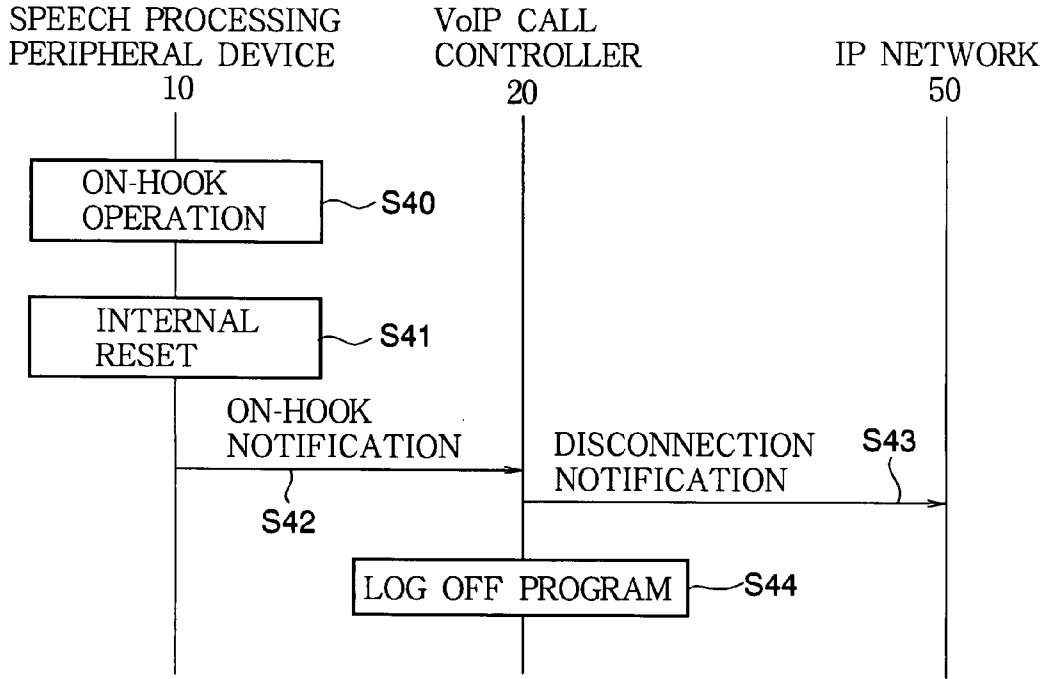 SPEECH PROCESSING
PERIPHERAL DEVICE
10
VoIP CALL
CONTROLLER
20
IP NETWORK
50
ON-HOOK
OPERATION
S40
INTERNAL
RESET
S41
ON-HOOK
NOTIFICATION
S42
DISCONNECTION
NOTIFICATION
S43
LOG OFF PROGRAM
S44